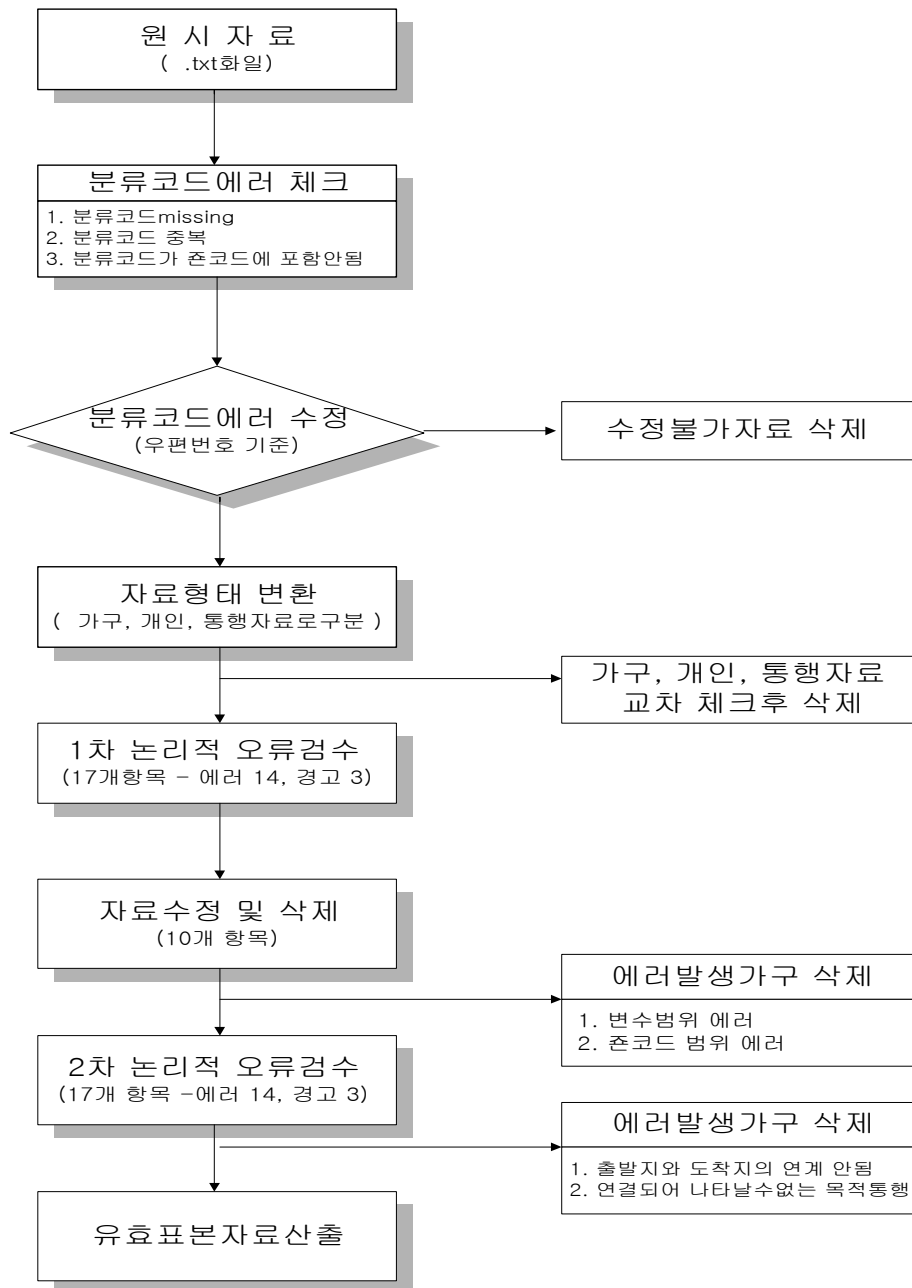 원 시 자 료
( .txt화일)
분류코드에러 체크
1. 분류코드missing
2. 분류코드 중복
3. 분류코드가 죤코드에 포함안됨
분류코드에러 수정
(우편번호 기준)
수정불가자료 삭제
자료형태 변환
( 가구, 개인, 통행자료로구분 )
가구, 개인, 통행자료
교차 체크후 삭제
1차 논리적 오류검수
(17개항목 - 에러 14, 경고 3)
자료수정 및 삭제
(10개 항목)
에러발생가구 삭제
1. 변수범위 에러
2. 죤코드 범위 에러
2차 논리적 오류검수
(17개 항목 -에러 14, 경고 3)
에러발생가구 삭제
1. 출발지와 도착지의 연계 안됨
2. 연결되어 나타날수없는 목적통행
유효표본자료산출